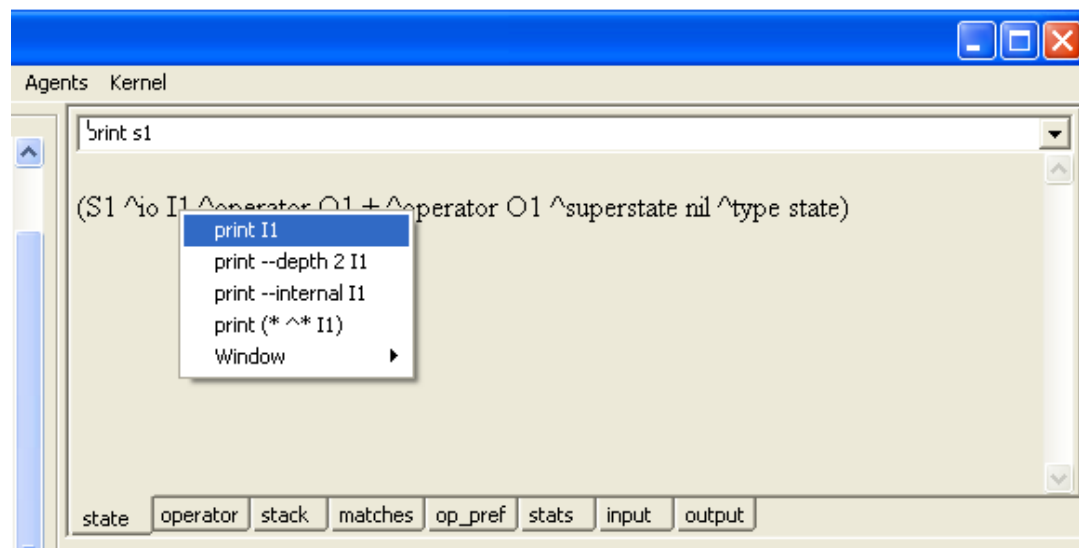 Agents Kernel
print s1
(S1 ^io I1 ^operator O1 + ^operator O1 ^superstate nil ^type state)
print I1
print --depth 2 I1
print --internal I1
print (* ^* I1)
Window
state operator stack matches op_pref stats input output